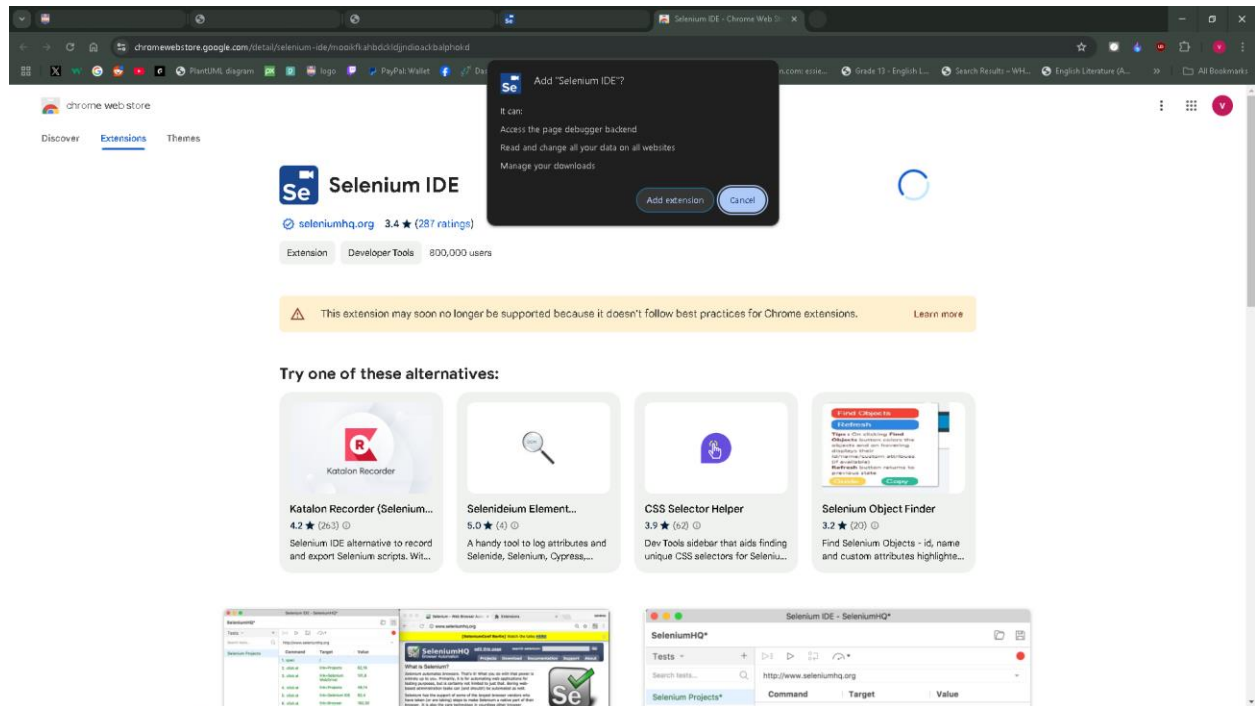 Selenium IDE - Chrome Web St
chromewebstore.google.com/detail/selenium-ide/mooikfkahbdckldjjndioackbalphokd
PlantUML diagram
logo
PayPal: Wallet
Grade 13 - English L...
Search Results – WH...
English Literature (A...
All Bookmarks
Add "Selenium IDE"?
It can:
Access the page debugger backend
Read and change all your data on all websites
Manage your downloads
Add extension
Cancel
chrome web store
Discover Extensions Themes
Se Selenium IDE
seleniumhq.org 3.4 ★ (287 ratings)
Extension Developer Tools 800,000 users
This extension may soon no longer be supported because it doesn't follow best practices for Chrome extensions. Learn more
Try one of these alternatives:
Katalon Recorder
Find Objects
Refresh
Copy
Katalon Recorder (Selenium...
4.2 ★ (263)
Selenium IDE alternative to record
and export Selenium scripts. Wit...
Selenideium Element...
5.0 ★ (4)
A handy tool to log attributes and
Selenide, Selenium, Cypress,...
CSS Selector Helper
3.9 ★ (62)
Dev Tools sidebar that aids finding
unique CSS selectors for Seleniu...
Selenium Object Finder
3.2 ★ (20)
Find Selenium Objects - id, name
and custom attributes highlighte...
SeleniumHQ
What is Selenium?
Selenium IDE - SeleniumHQ*
SeleniumHQ*
Tests
Search tests...
http://www.seleniumhq.org
Selenium Projects*
Command Target Value